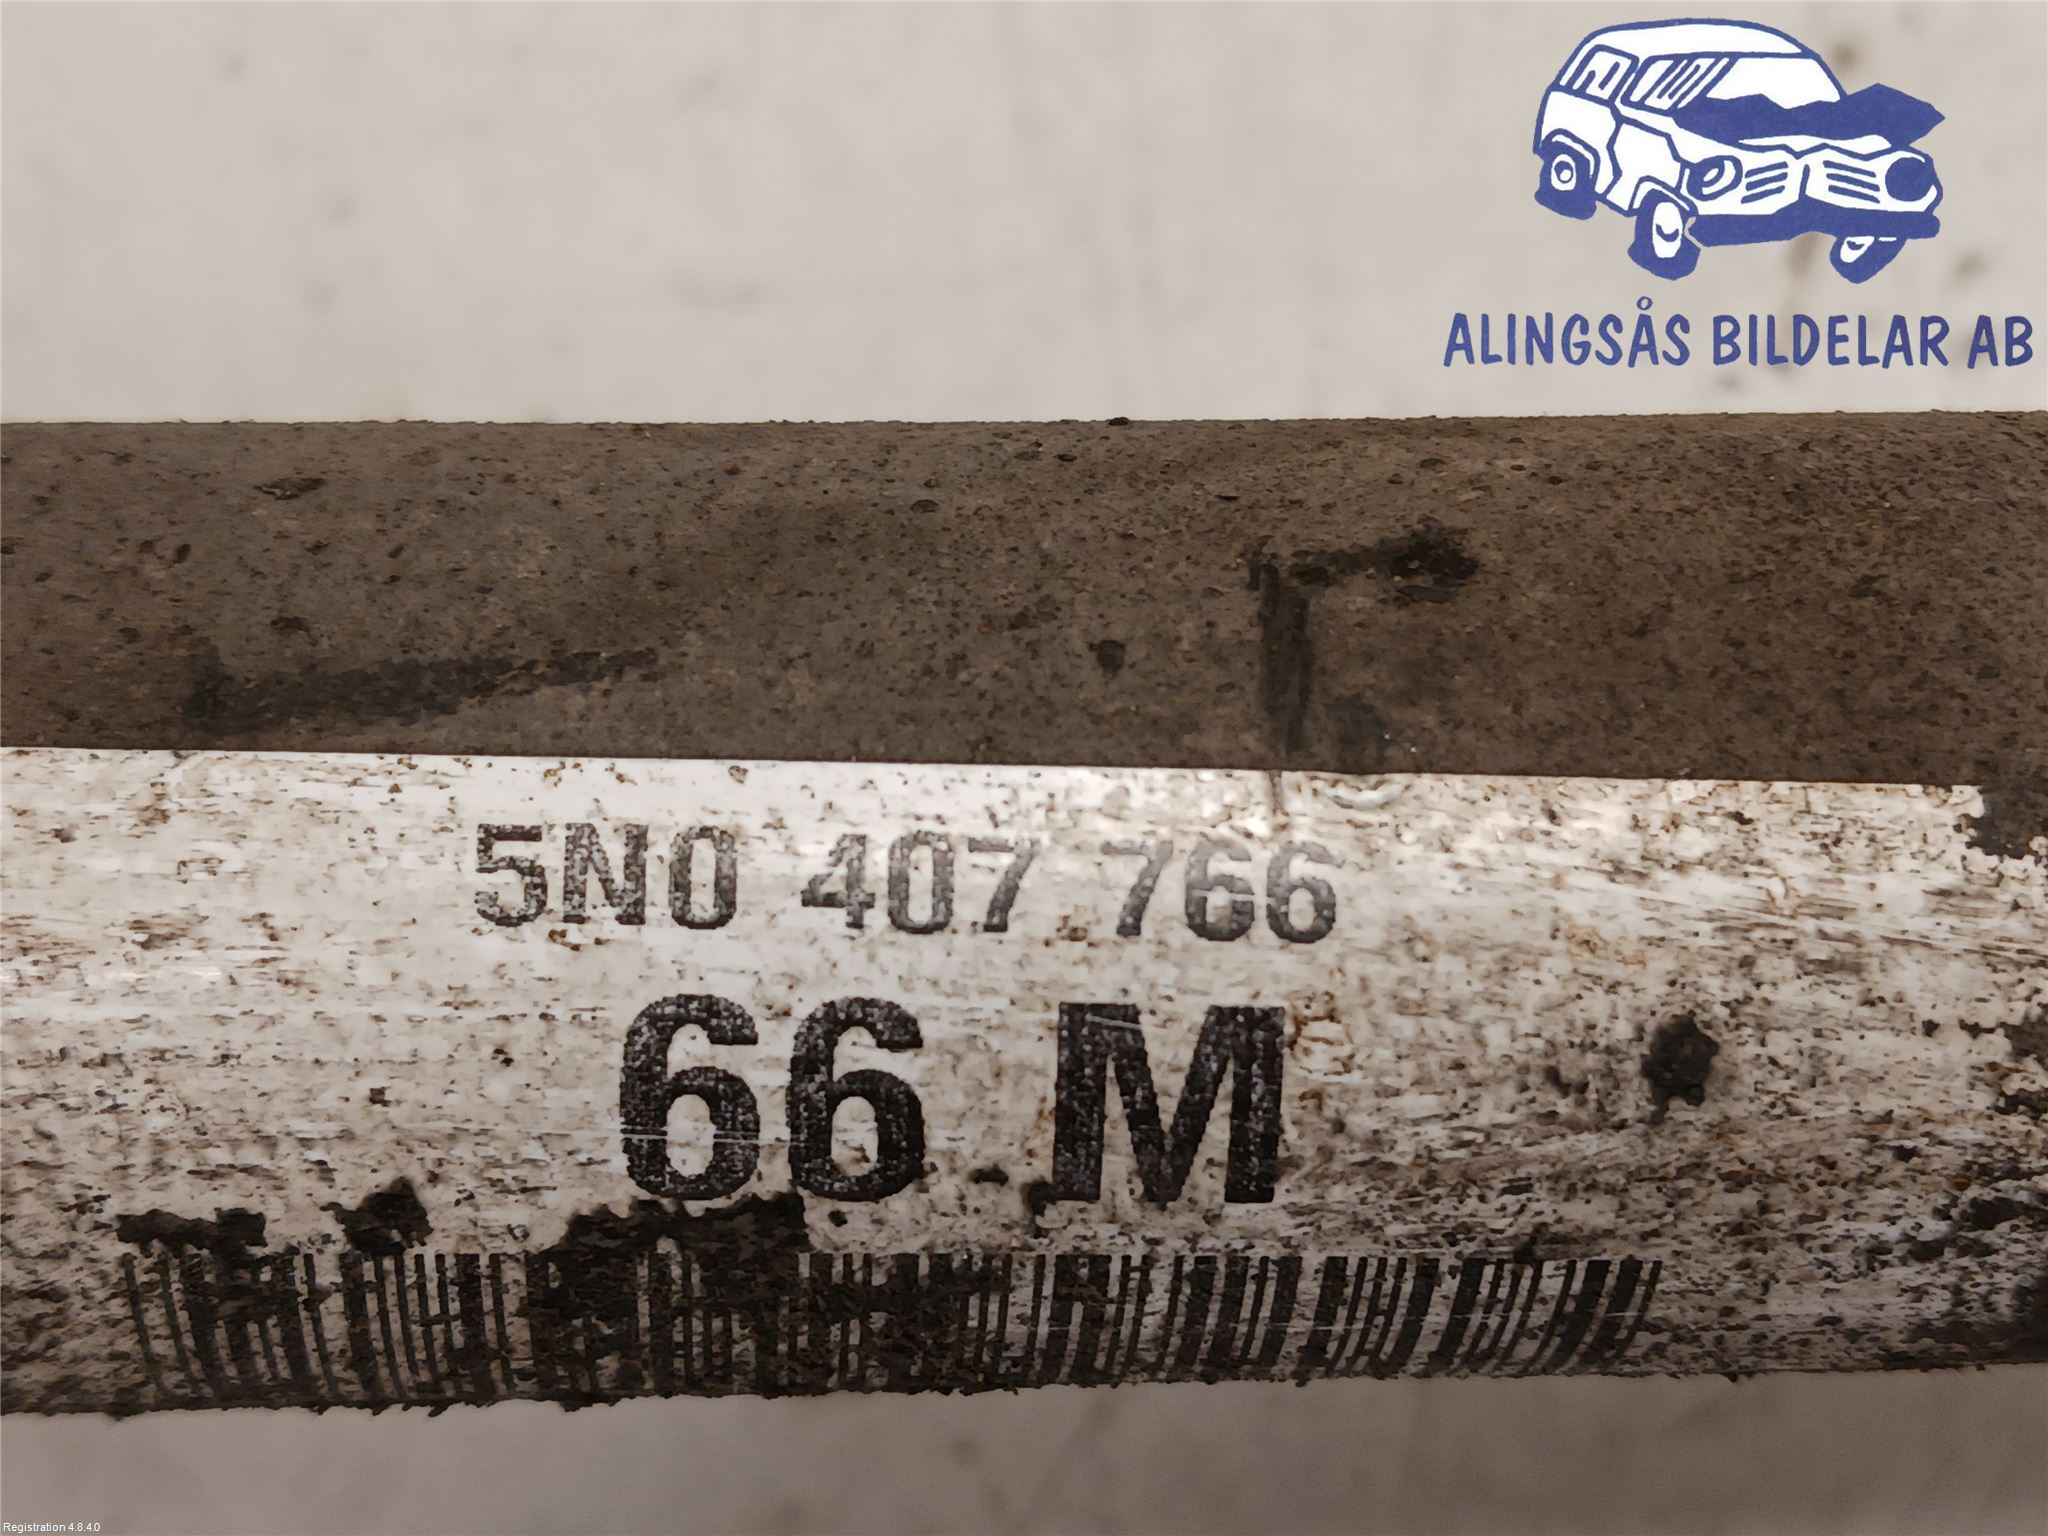 ALINGSÅS BILDELAR AB
5N0 407 766
66 M
Registration 4.8.4.0